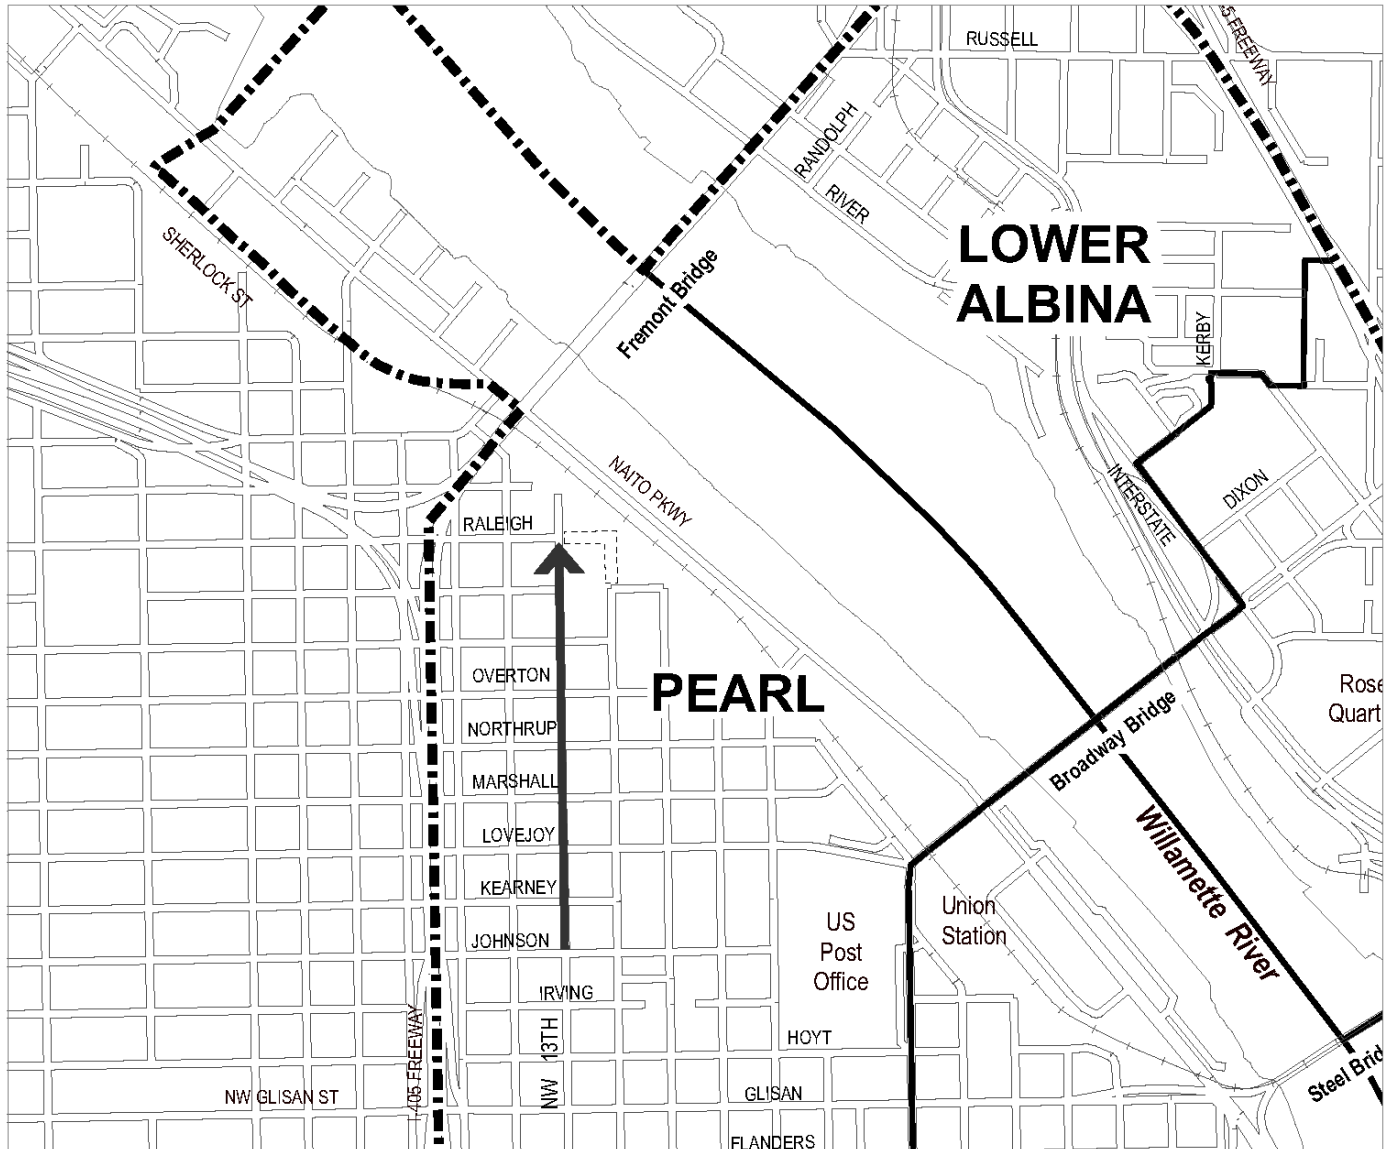 RUSSELL
5 FREEWAY
RANDOLPH
RIVER
LOWER
ALBINA
SHERLOCK ST
Fremont Bridge
KERBY
NAITO PKWY
INTERSTATE
DIXON
RALEIGH
OVERTON
PEARL
Rose
Quart
NORTHRUP
Broadway Bridge
MARSHALL
LOVEJOY
Willamette River
KEARNEY
US
Post
Office
Union
Station
JOHNSON
IRVING
HOYT
I-405 FREEWAY
NW 13TH
NW GLISAN ST
GLISAN
Steel Brid
FLANDERS